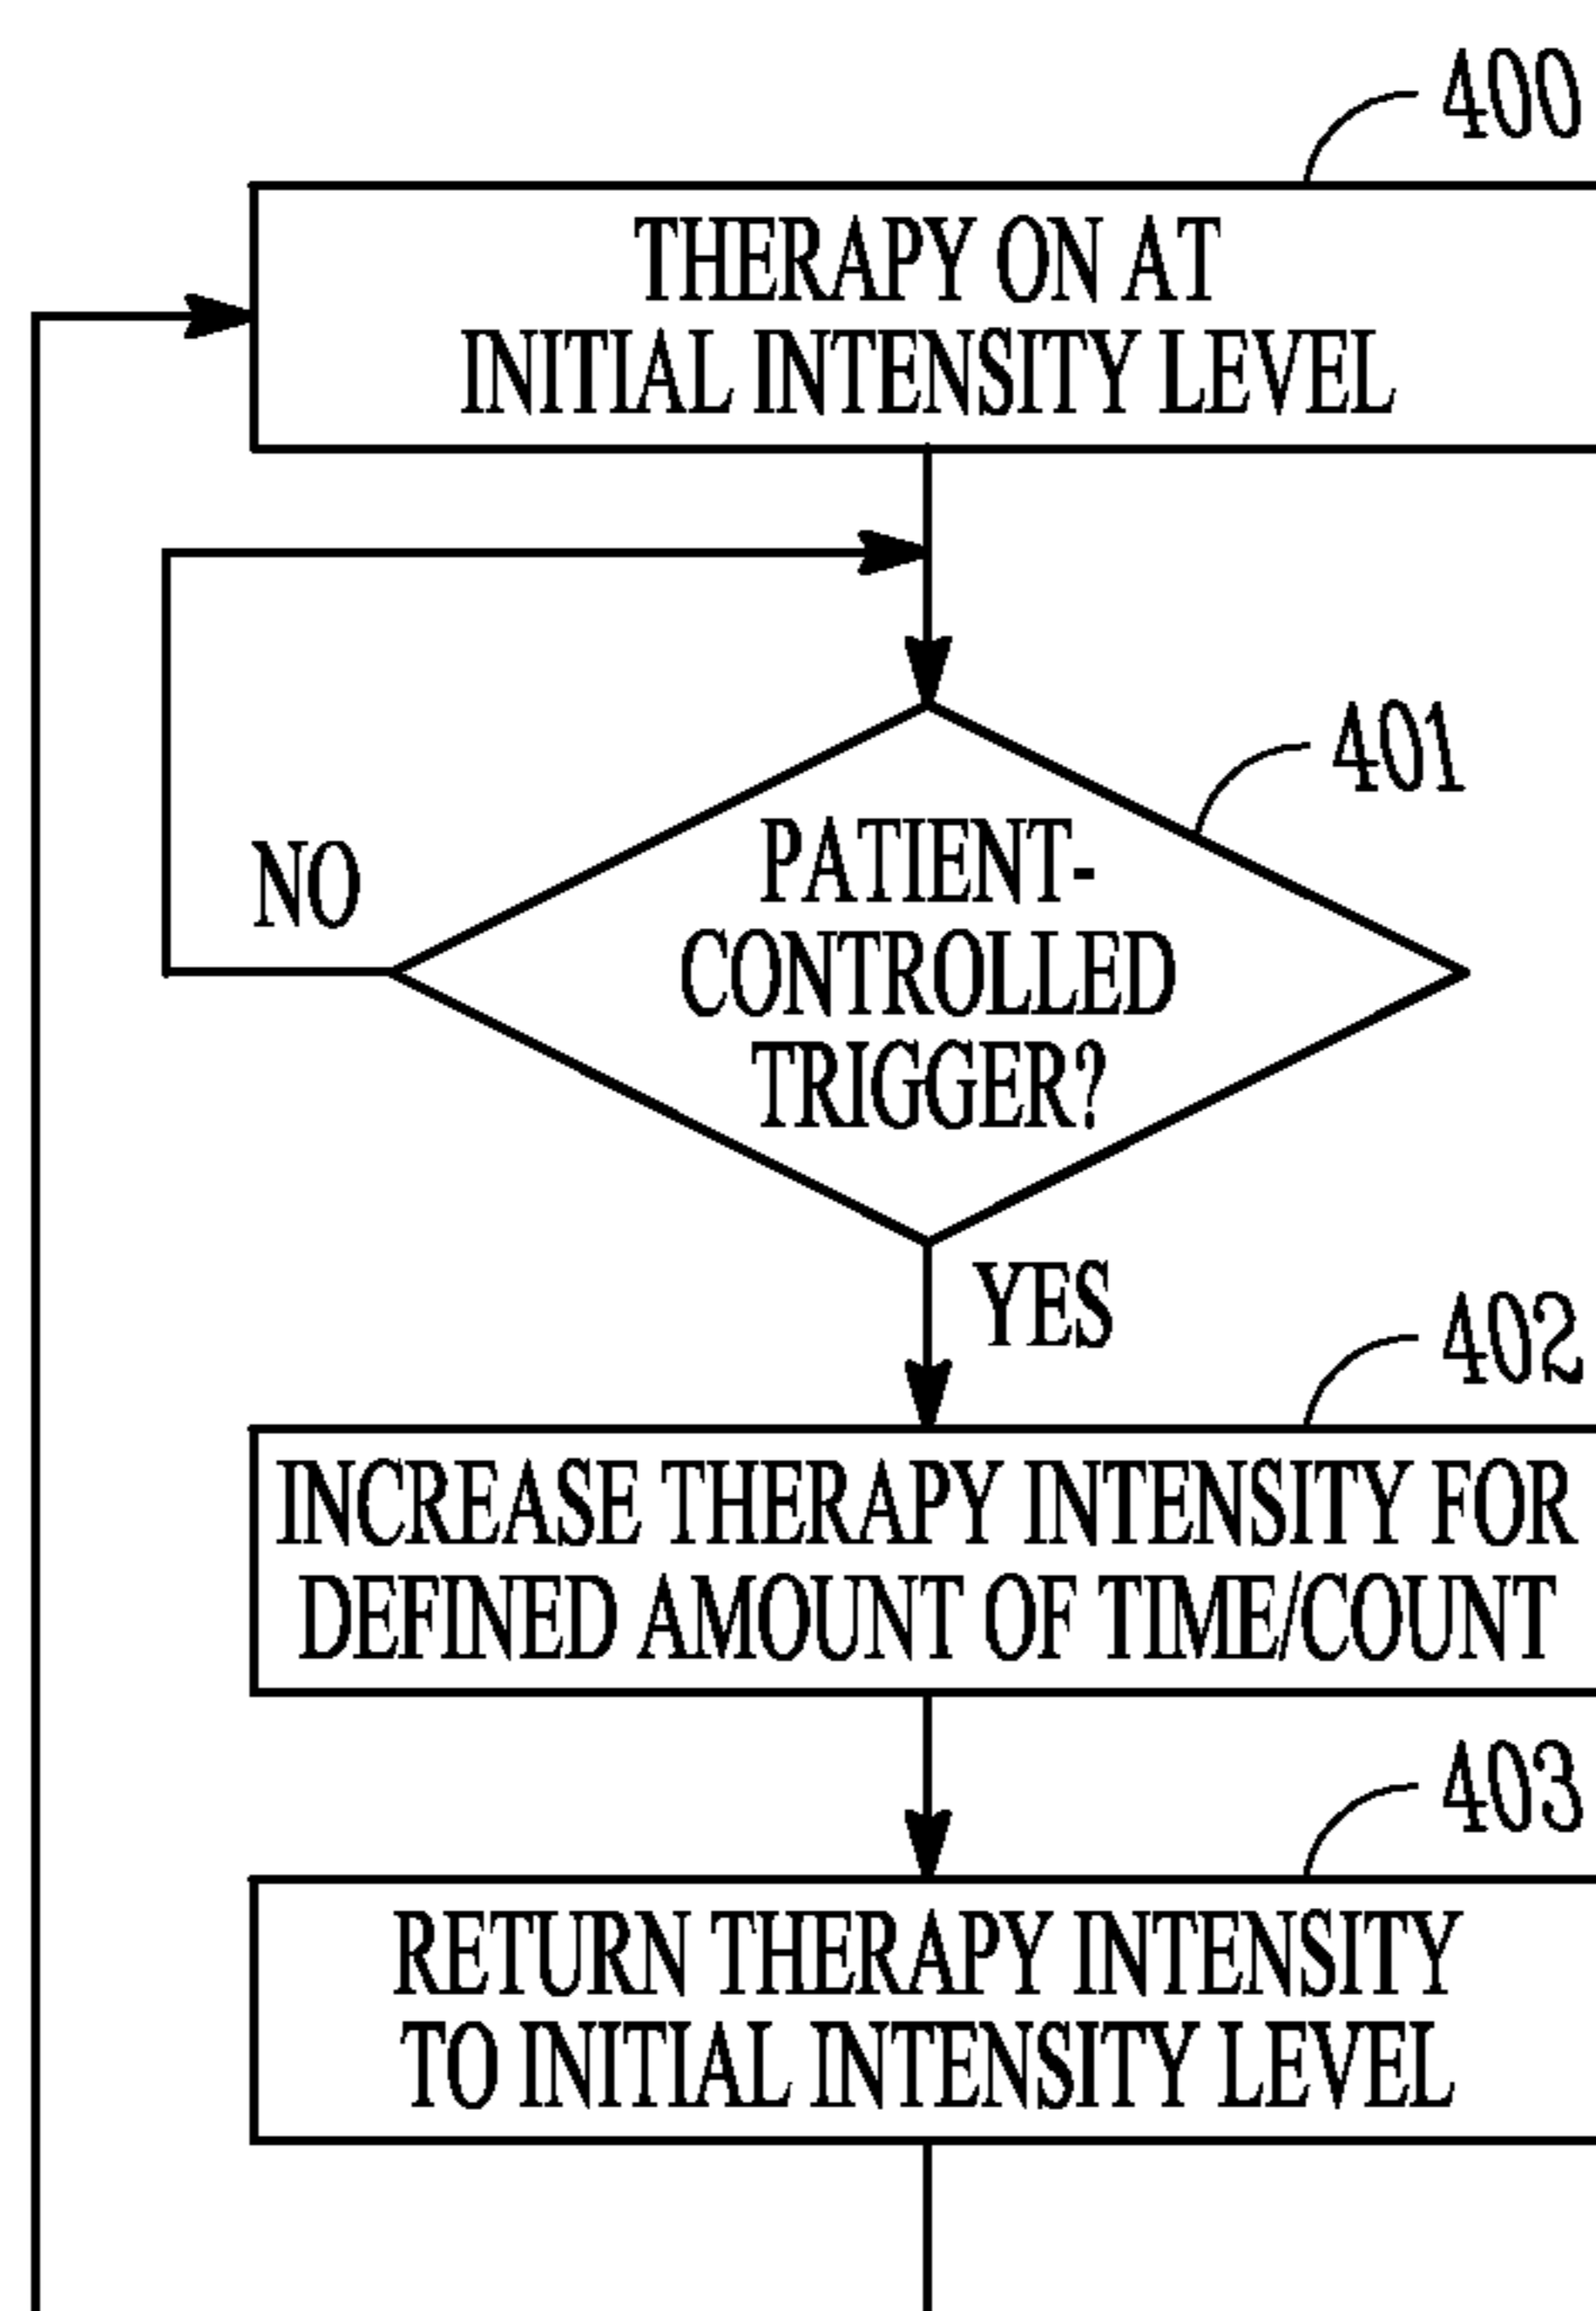 400
THERAPY ON AT
INITIAL INTENSITY LEVEL
401
PATIENT-
CONTROLLED
TRIGGER?
NO
YES
402
INCREASE THERAPY INTENSITY FOR
DEFINED AMOUNT OF TIME/COUNT
403
RETURN THERAPY INTENSITY
TO INITIAL INTENSITY LEVEL